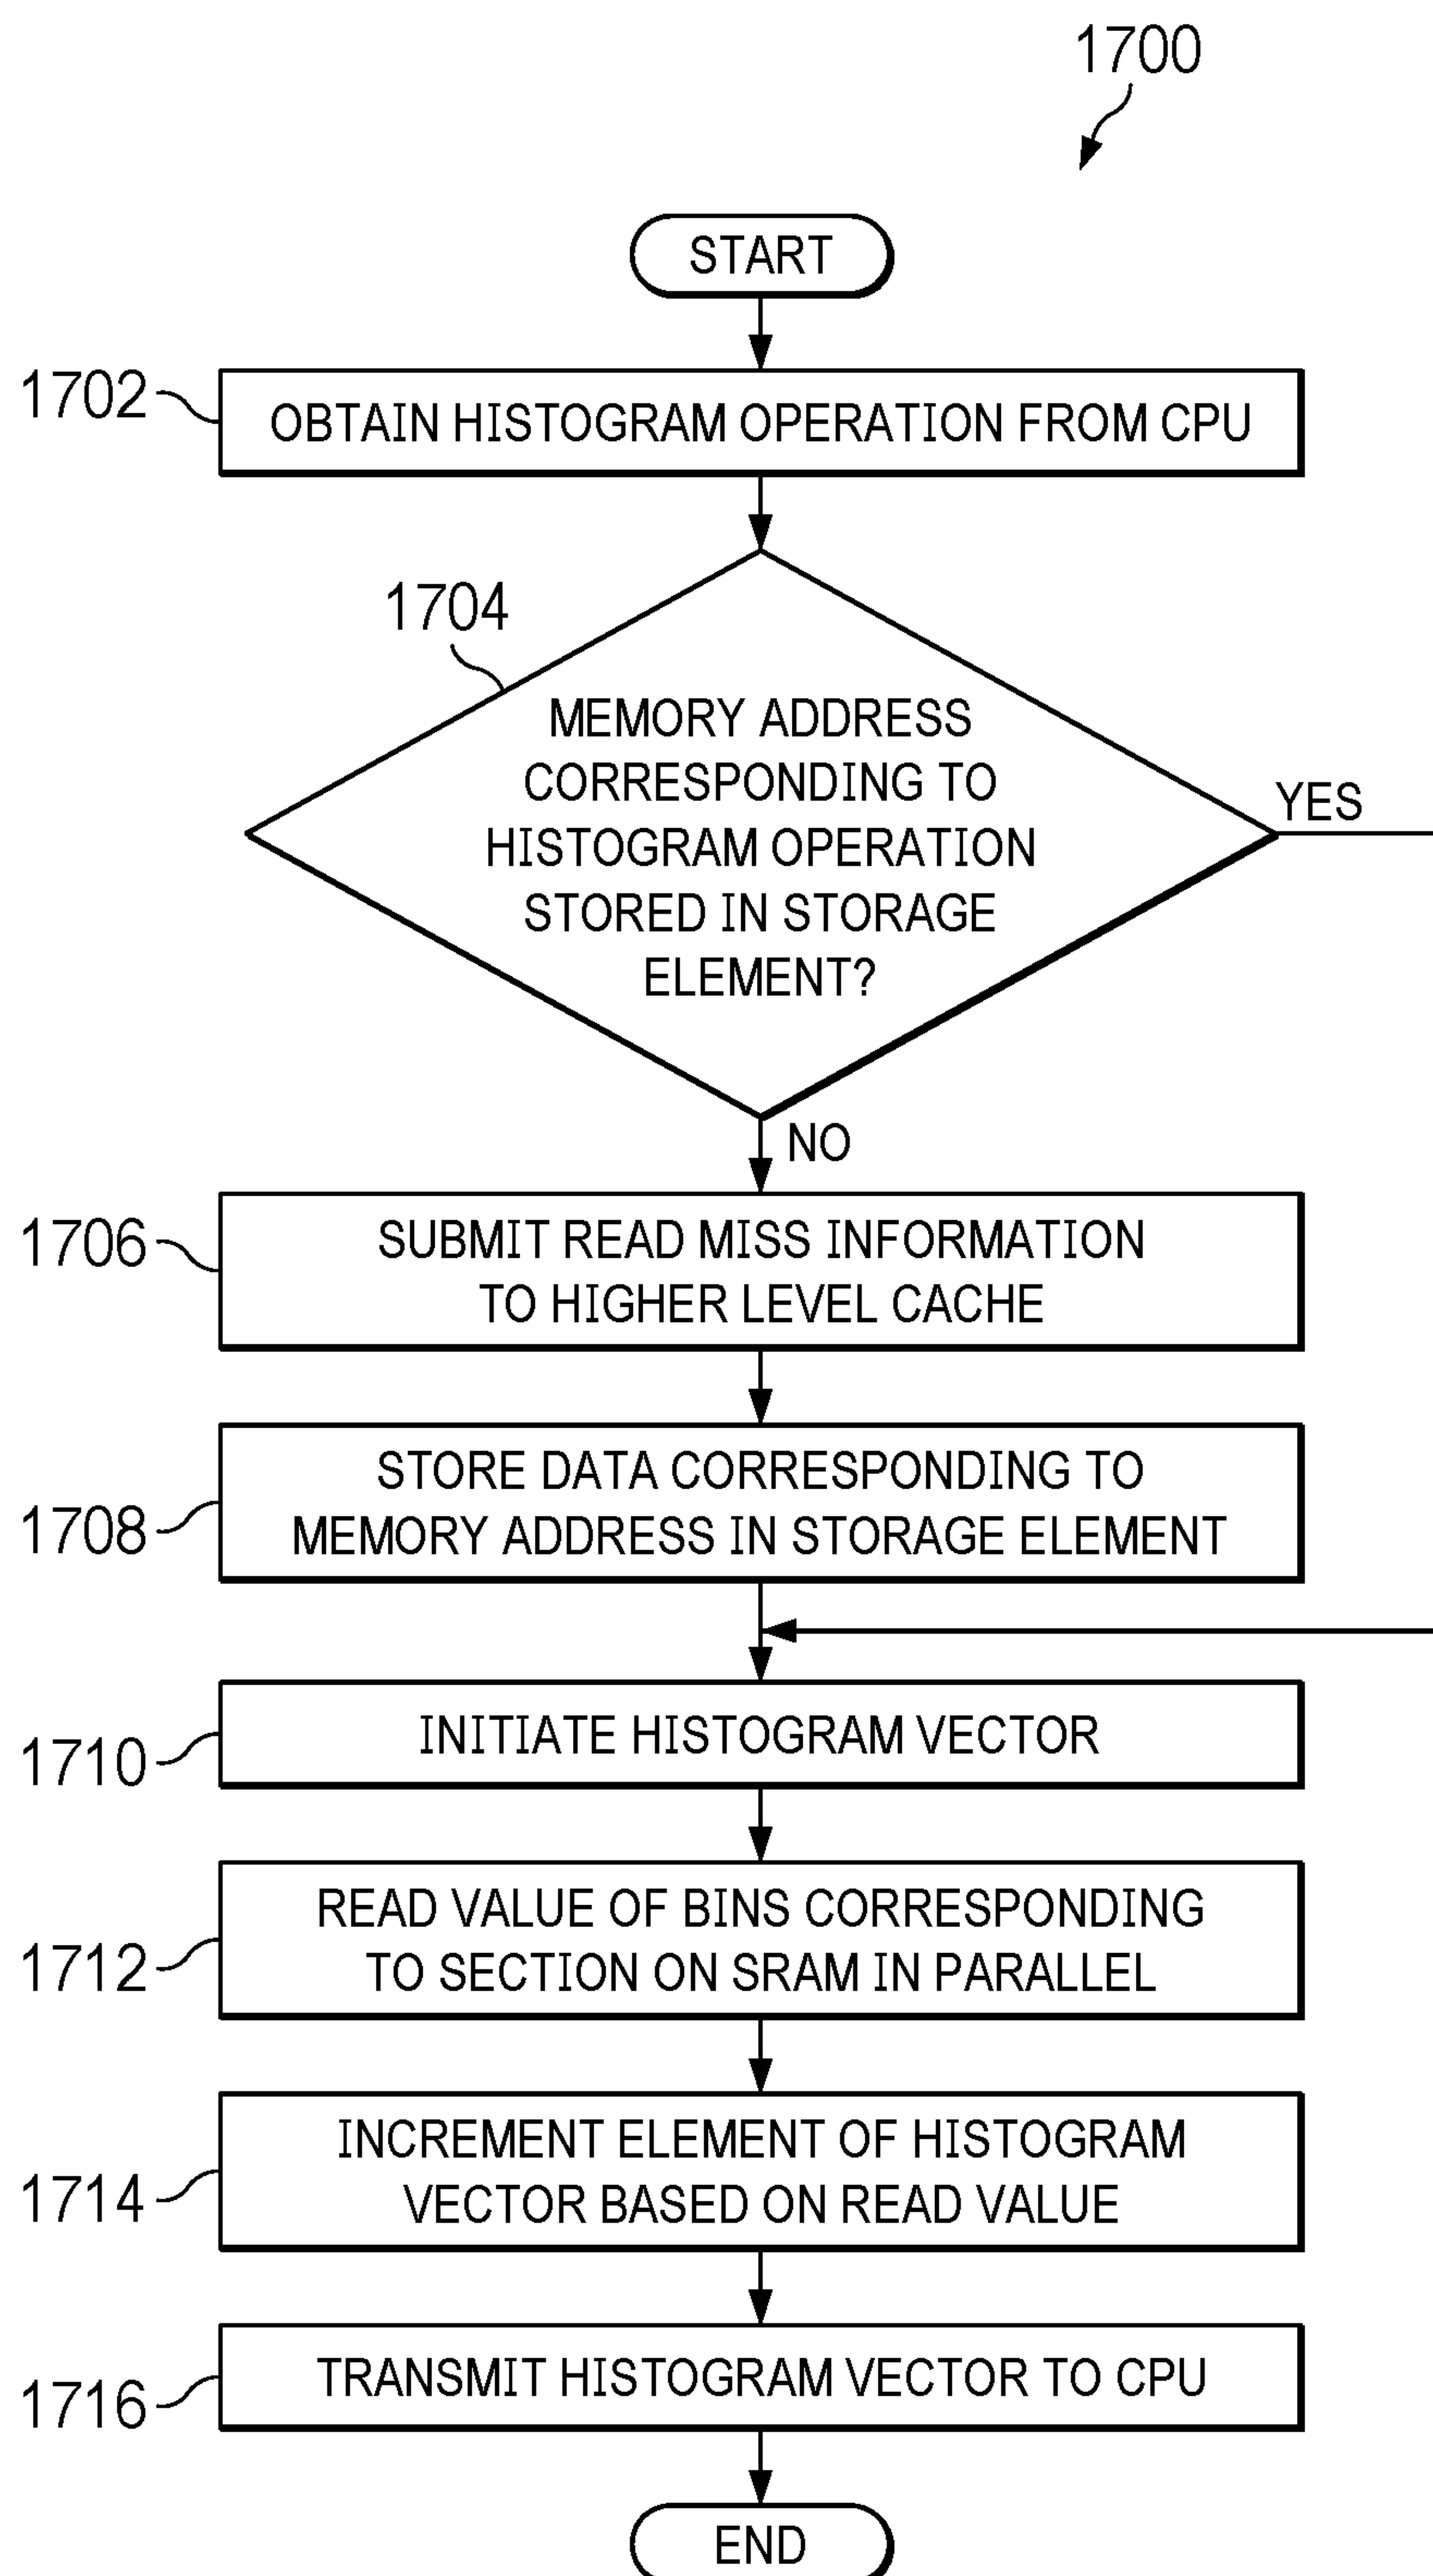 1700
START
1702
OBTAIN HISTOGRAM OPERATION FROM CPU
1704
MEMORY ADDRESS
CORRESPONDING TO
HISTOGRAM OPERATION
STORED IN STORAGE
ELEMENT?
YES
NO
1706
SUBMIT READ MISS INFORMATION
TO HIGHER LEVEL CACHE
1708
STORE DATA CORRESPONDING TO
MEMORY ADDRESS IN STORAGE ELEMENT
1710
INITIATE HISTOGRAM VECTOR
1712
READ VALUE OF BINS CORRESPONDING
TO SECTION ON SRAM IN PARALLEL
1714
INCREMENT ELEMENT OF HISTOGRAM
VECTOR BASED ON READ VALUE
1716
TRANSMIT HISTOGRAM VECTOR TO CPU
END